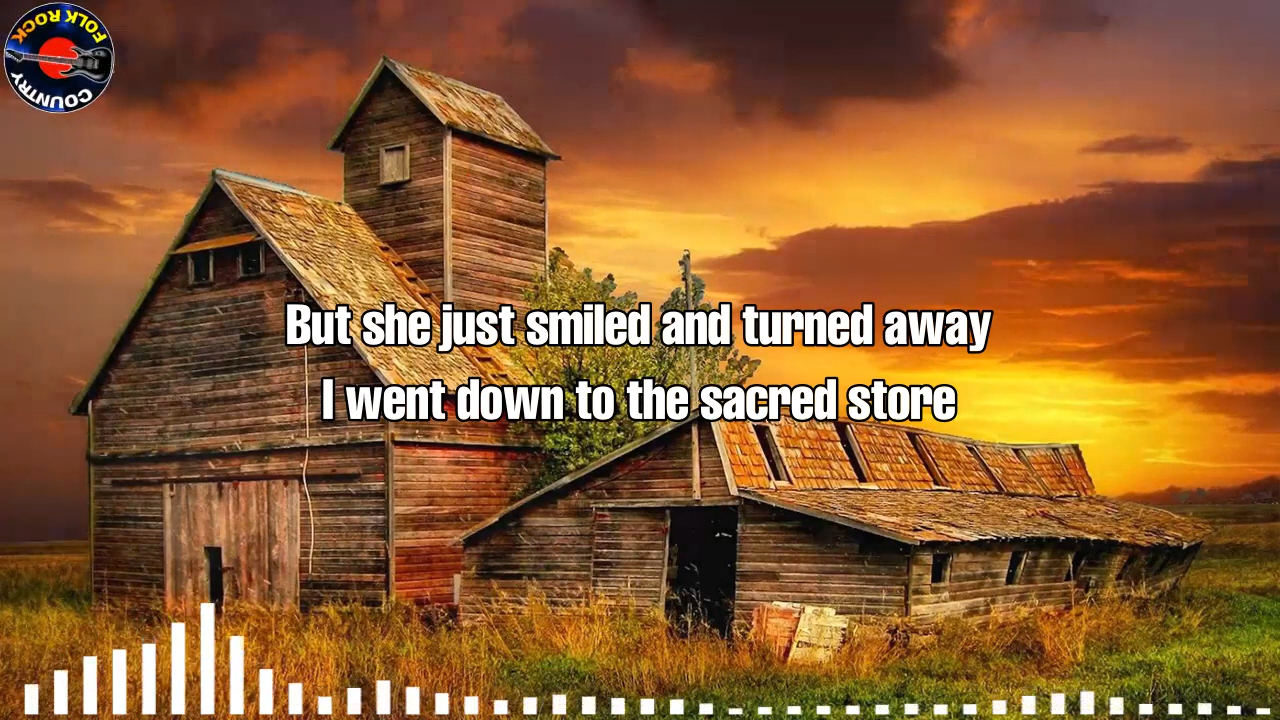 FOLK ROCK
COUNTRY
But she just smiled and turned away
I went down to the sacred store